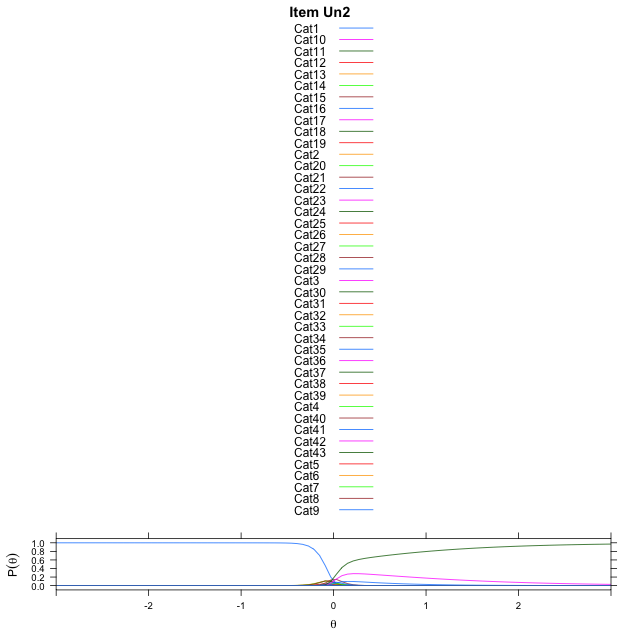 Item Un2
Cat1
Cat10
Cat11
Cat12
Cat13
Cat14
Cat15
Cat16
Cat17
Cat18
Cat19
Cat2
Cat20
Cat21
Cat22
Cat23
Cat24
Cat25
Cat26
Cat27
Cat28
Cat29
Cat3
Cat30
Cat31
Cat32
Cat33
Cat34
Cat35
Cat36
Cat37
Cat38
Cat39
Cat4
Cat40
Cat41
Cat42
Cat43
Cat5
Cat6
Cat7
Cat8
Cat9
P(θ)
1.0
0.8
0.6
0.4
0.2
0.0
-2 -1 0 1 2
θ